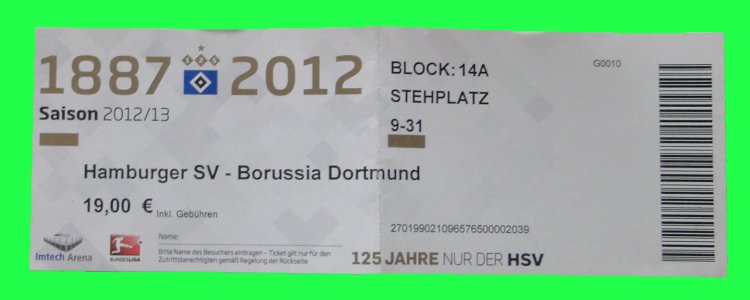 1887 125 2012
Saison 2012/13
Hamburger SV - Borussia Dortmund
19,00 € Inkl. Gebühren
Imtech Arena
BUNDESLIGA
Name:
Bitte Name des Besuchers eintragen - Ticket gilt nur für den
Zutrittsberechtigten gemäß Regelung der Rückseite
BLOCK: 14A
STEHPLATZ
9-31
G0010
270199021096576500002039
125 JAHRE NUR DER HSV